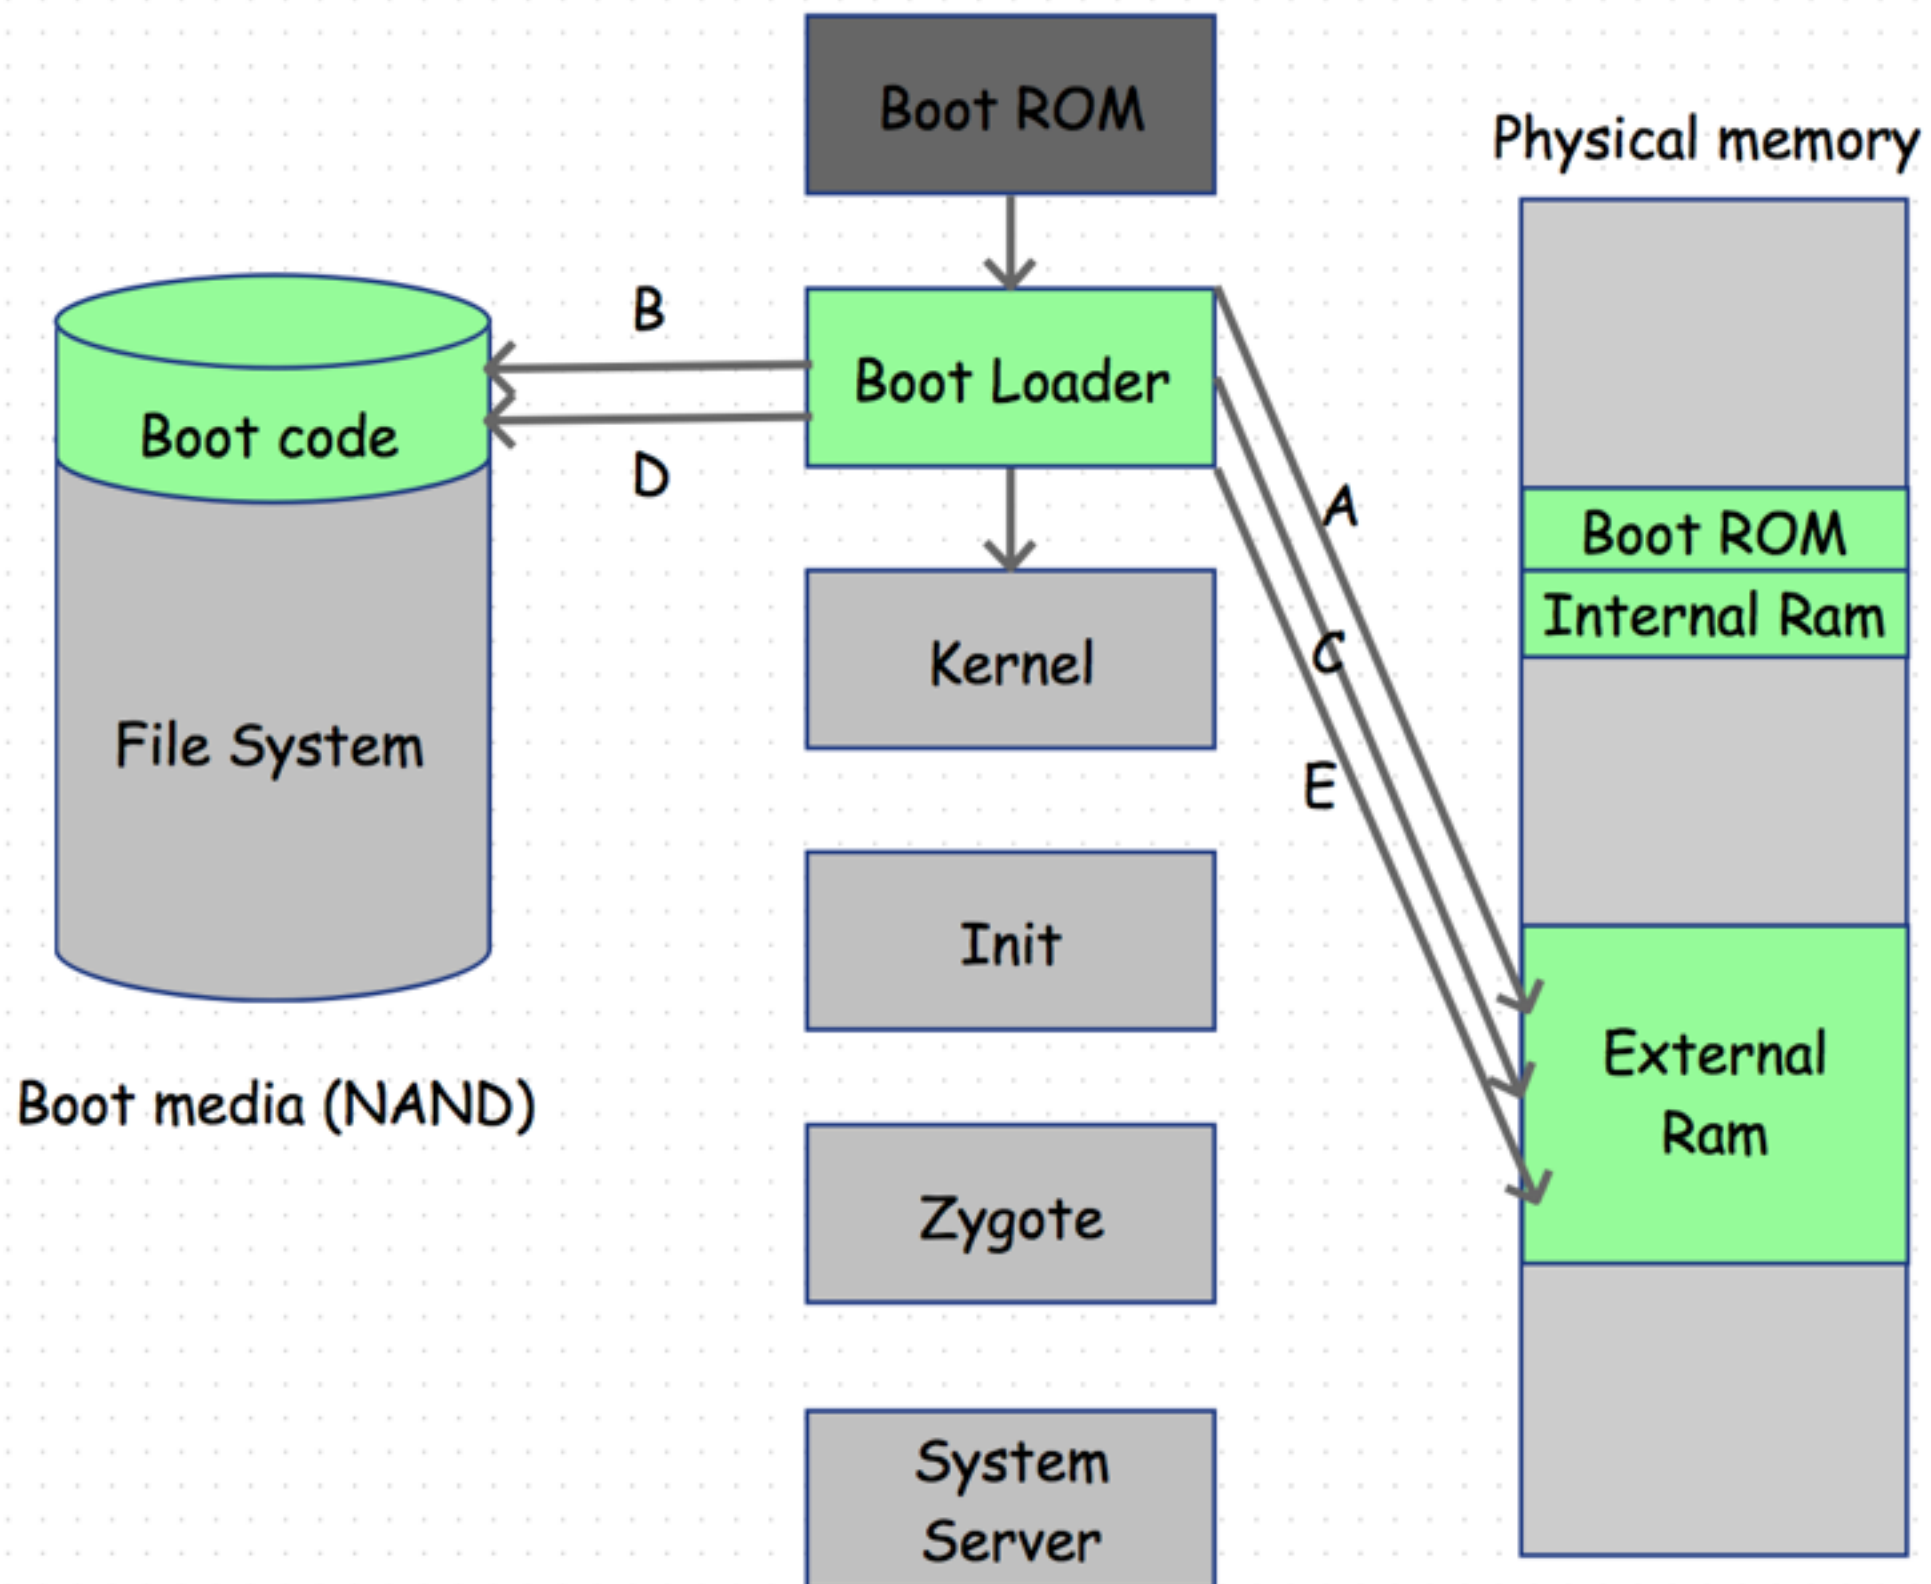 Boot ROM
Physical memory
B
Boot Loader
Boot code
D
A
Boot ROM
Internal Ram
Kernel
C
File System
E
Init
External
Ram
Boot media (NAND)
Zygote
System
Server